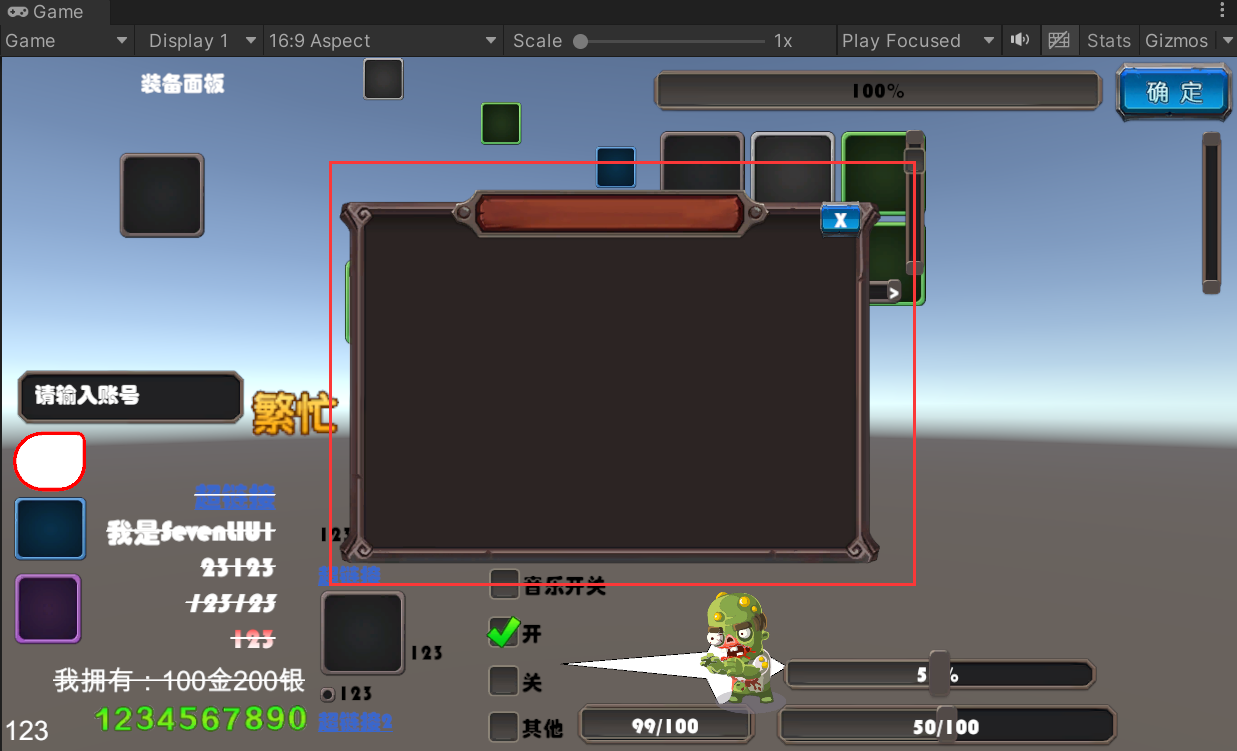 Game
Game Display 1 16:9 Aspect Scale 1x Play Focused Stats Gizmos
装备面板
100%
确 定
X
>
请输入账号
繁忙
我是SevenLIU1
123
23123
123123
123
音乐开关
开
123
关
123
50%
我拥有：100金200银
1234567890
123
其他
99/100
50/100